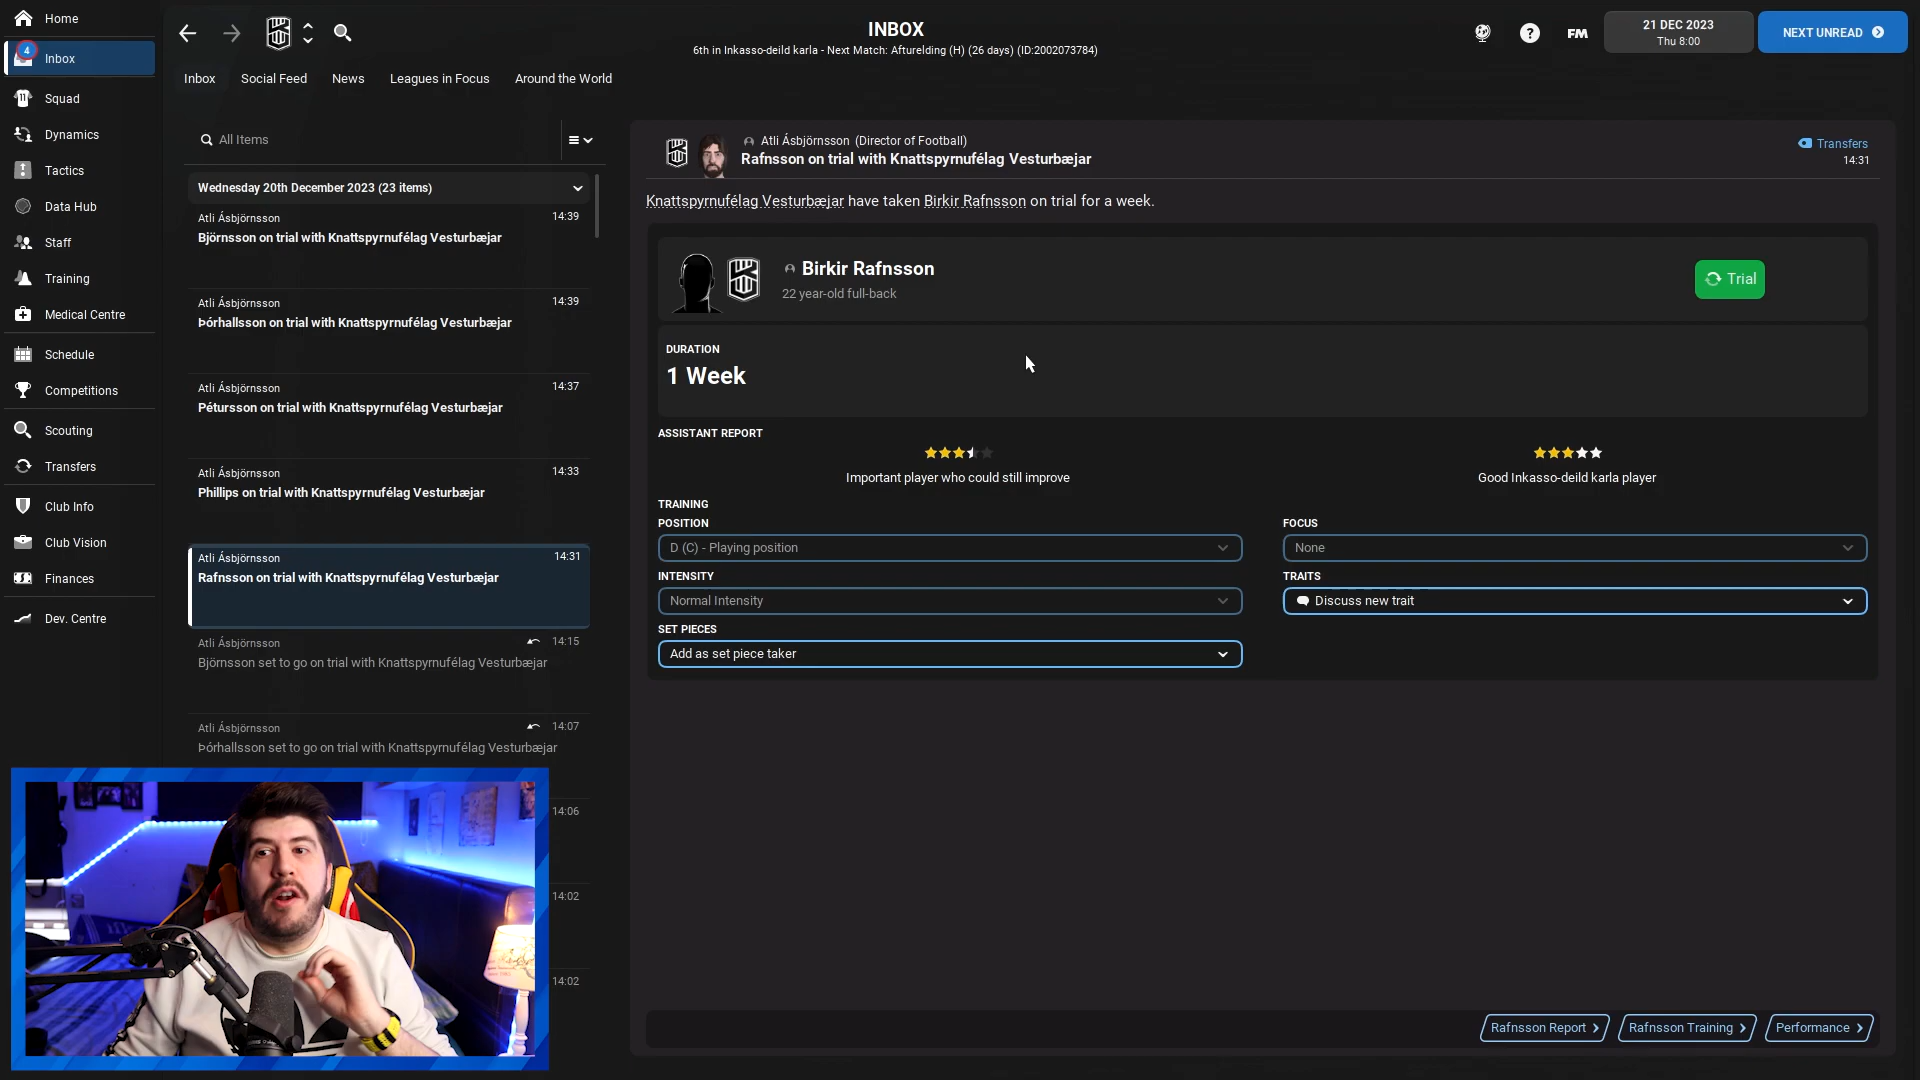 Home
4
Inbox
Squad
Dynamics
Tactics
Data Hub
Staff
Training
Medical Centre
Schedule
Competitions
Scouting
Transfers
Club Info
Club Vision
Finances
Dev. Centre
INBOX
6th in Inkasso-deild karla - Next Match: Afturelding (H) (26 days) (ID:2002073784)
?
FM
21 DEC 2023
Thu 8:00
NEXT UNREAD
Inbox Social Feed News Leagues in Focus Around the World
All Items
Wednesday 20th December 2023 (23 items)
Atli Ásbjörnsson 14:39
Björnsson on trial with Knattspyrnufélag Vesturbæjar
Atli Ásbjörnsson 14:39
Þórhallsson on trial with Knattspyrnufélag Vesturbæjar
Atli Ásbjörnsson 14:37
Pétursson on trial with Knattspyrnufélag Vesturbæjar
Atli Ásbjörnsson 14:33
Phillips on trial with Knattspyrnufélag Vesturbæjar
Atli Ásbjörnsson 14:31
Rafnsson on trial with Knattspyrnufélag Vesturbæjar
Atli Ásbjörnsson 14:15
Björnsson set to go on trial with Knattspyrnufélag Vesturbæjar
Atli Ásbjörnsson 14:07
Þórhallsson set to go on trial with Knattspyrnufélag Vesturbæjar
14:06
14:02
14:02
Atli Ásbjörnsson (Director of Football)
Rafnsson on trial with Knattspyrnufélag Vesturbæjar
Transfers
14:31
Knattspyrnufélag Vesturbæjar have taken Birkir Rafnsson on trial for a week.
Birkir Rafnsson
22 year-old full-back
Trial
DURATION
1 Week
ASSISTANT REPORT
Important player who could still improve
Good Inkasso-deild karla player
TRAINING
POSITION
D (C) - Playing position
FOCUS
None
INTENSITY
Normal Intensity
TRAITS
Discuss new trait
SET PIECES
Add as set piece taker
Rafnsson Report
Rafnsson Training
Performance